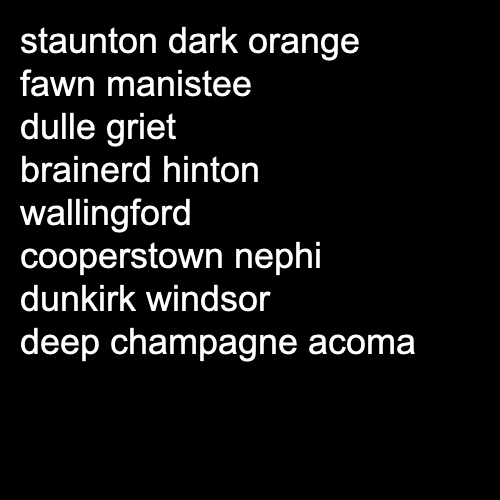 staunton dark orange
fawn manistee
dulle griet
brainerd hinton
wallingford
cooperstown nephi
dunkirk windsor
deep champagne acoma